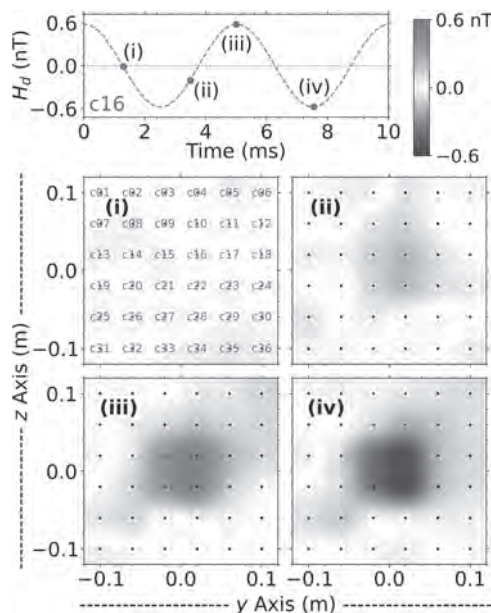 0.6
0.0
−0.6
H_d (nT)
(i)
(ii)
(iii)
(iv)
c16
0 2 4 6 8 10
Time (ms)
0.6 nT
0.0
−0.6
0.1
0.0
−0.1
c01 c02 c03 c04 c05 c06
(i)
c07 c08 c09 c10 c11 c12
c13 c14 c15 c16 c17 c18
c19 c20 c21 c22 c23 c24
c25 c26 c27 c28 c29 c30
c31 c32 c33 c34 c35 c36
(ii)
z Axis (m)
0.1
0.0
−0.1
(iii)
(iv)
−0.1 0.0 0.1
−0.1 0.0 0.1
y Axis (m)